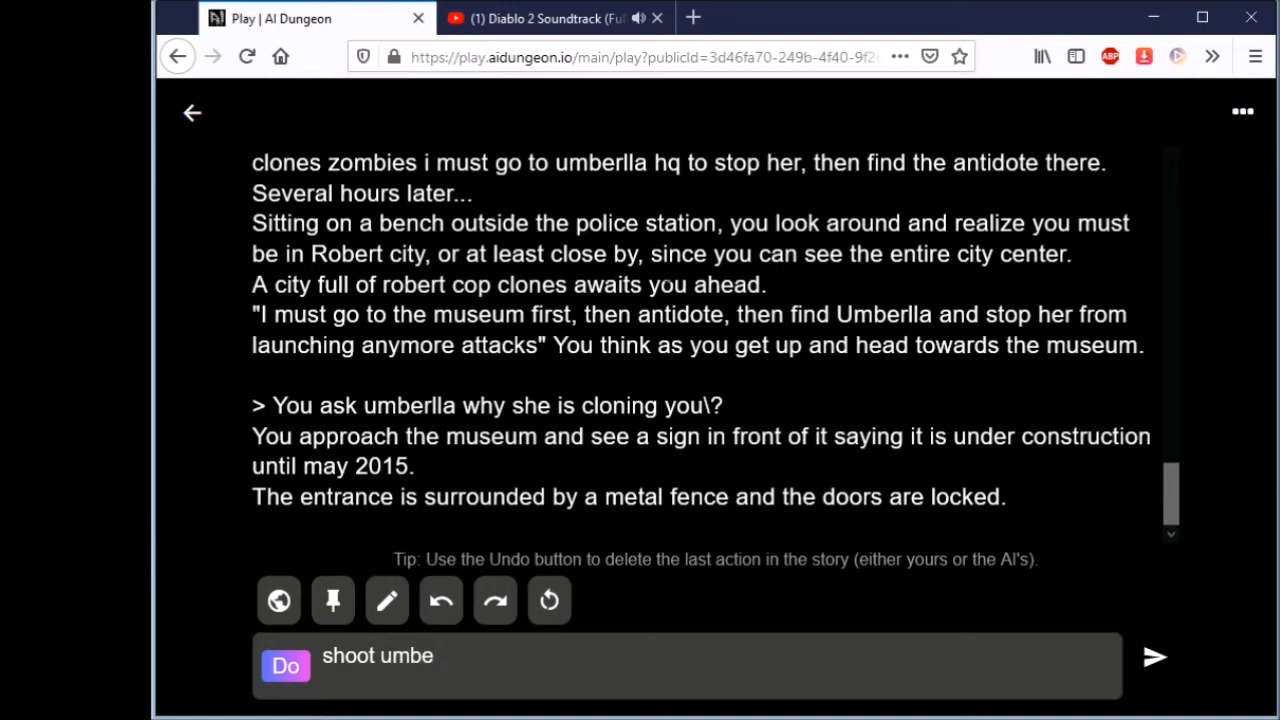 Play | AI Dungeon
(1) Diablo 2 Soundtrack (Ful
https://play.aidungeon.io/main/play?publicId=3d46fa70-249b-4f40-9f2c
ABP
clones zombies i must go to umberlla hq to stop her, then find the antidote there.
Several hours later...
Sitting on a bench outside the police station, you look around and realize you must
be in Robert city, or at least close by, since you can see the entire city center.
A city full of robert cop clones awaits you ahead.
"I must go to the museum first, then antidote, then find Umberlla and stop her from
launching anymore attacks" You think as you get up and head towards the museum.
> You ask umberlla why she is cloning you\?
You approach the museum and see a sign in front of it saying it is under construction
until may 2015.
The entrance is surrounded by a metal fence and the doors are locked.
Tip: Use the Undo button to delete the last action in the story (either yours or the AI's).
Do shoot umbe